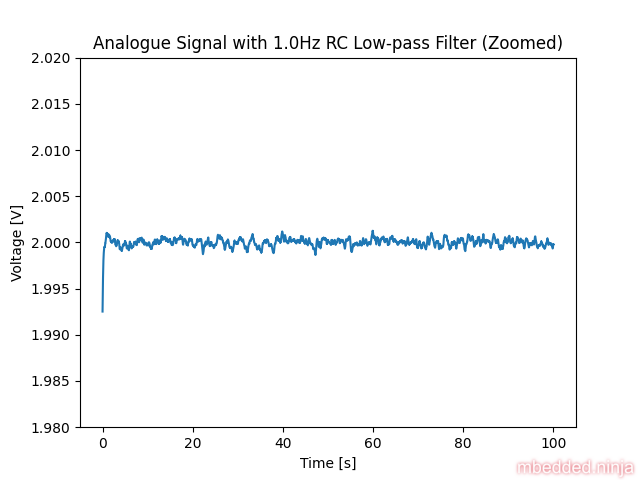 Analogue Signal with 1.0Hz RC Low-pass Filter (Zoomed)
2.020
2.015
2.010
2.005
2.000
1.995
1.990
1.985
1.980
Voltage [V]
0 20 40 60 80 100
Time [s]
mbedded.ninja